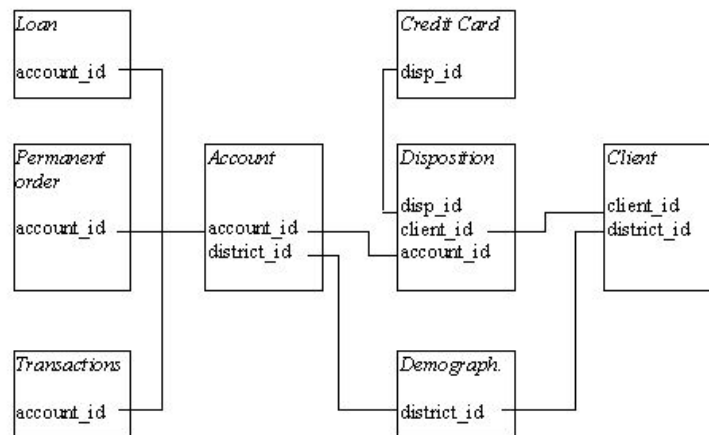 Loan
account_id
Credit Card
disp_id
Permanent
order
account_id
Account
account_id
district_id
Disposition
disp_id
client_id
account_id
Client
client_id
district_id
Transactions
account_id
Demograph.
district_id